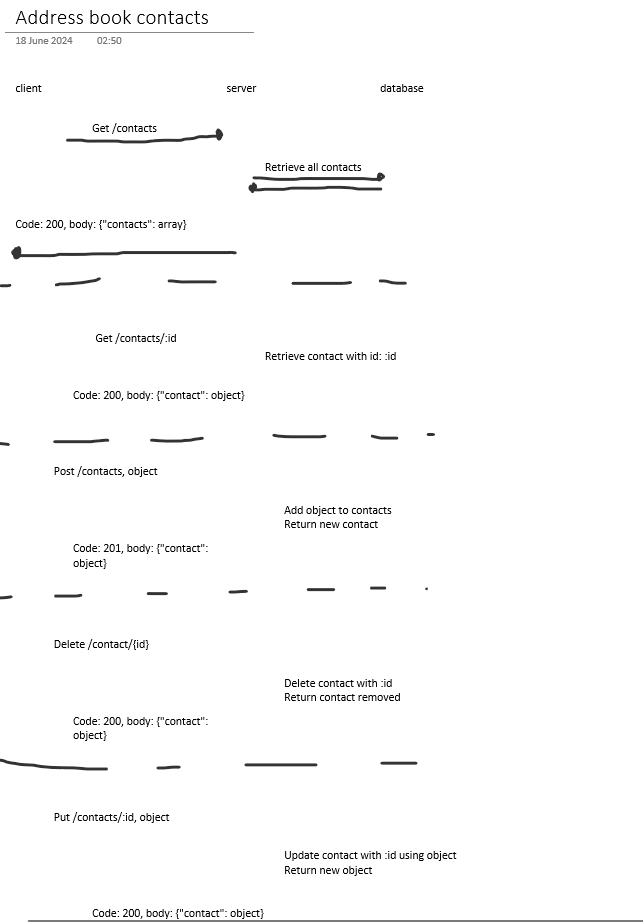 Address book contacts
18 June 2024 02:50
client server database
Get /contacts
Retrieve all contacts
Code: 200, body: {"contacts": array}
Get /contacts/:id
Retrieve contact with id: :id
Code: 200, body: {"contact": object}
Post /contacts, object
Add object to contacts
Return new contact
Code: 201, body: {"contact":
object}
Delete /contact/{id}
Delete contact with :id
Return contact removed
Code: 200, body: {"contact":
object}
Put /contacts/:id, object
Update contact with :id using object
Return new object
Code: 200, body: {"contact": object}